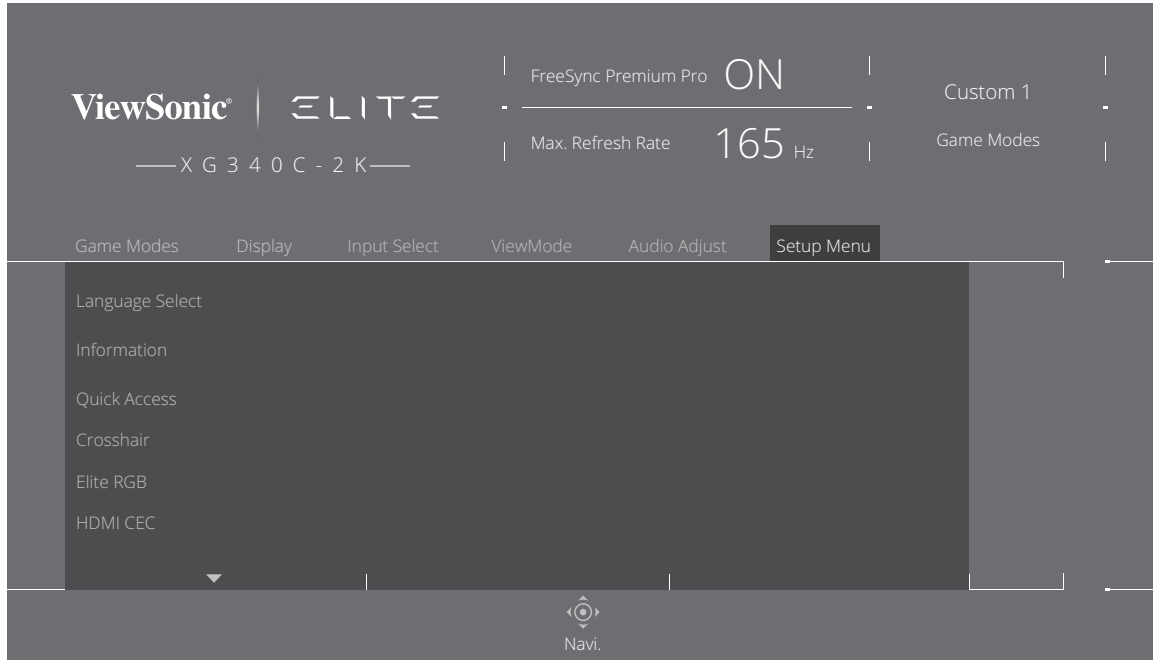 ViewSonic® ELITE
XG340C-2K
FreeSync Premium Pro ON
Max. Refresh Rate 165 Hz
Custom 1
Game Modes
Game Modes Display Input Select ViewMode Audio Adjust Setup Menu
Language Select
Information
Quick Access
Crosshair
Elite RGB
HDMI CEC
Navi.